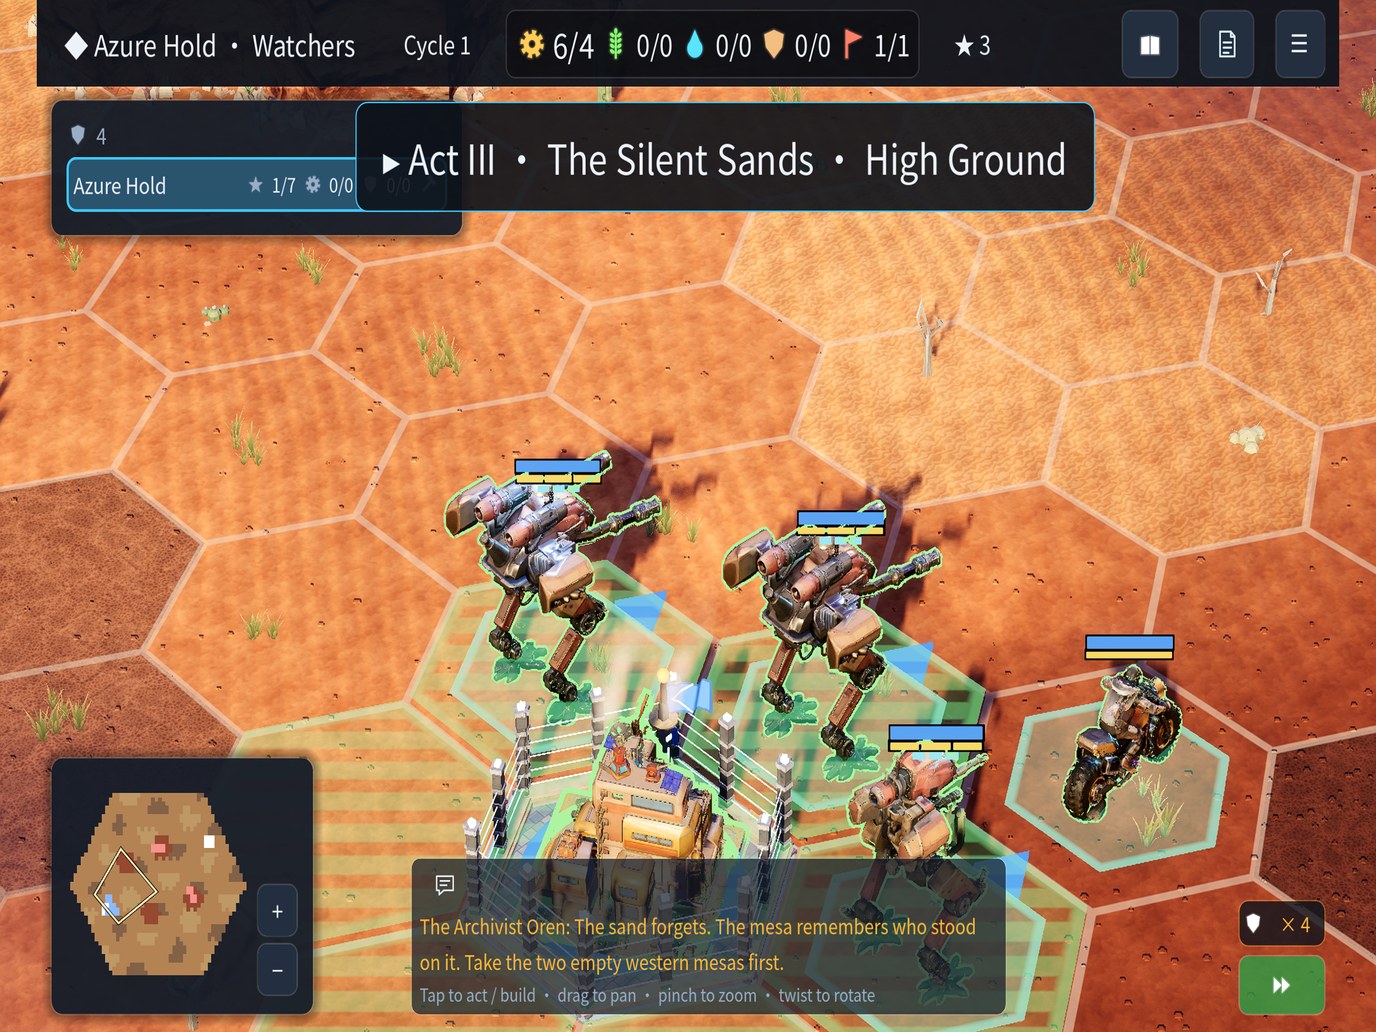 Azure Hold • Watchers
Cycle 1
6/4 0/0 0/0 0/0 1/1
3
4
Act III • The Silent Sands • High Ground
Azure Hold 1/7 0/0 0/0
The Archivist Oren: The sand forgets. The mesa remembers who stood
on it. Take the two empty western mesas first.
Tap to act / build • drag to pan • pinch to zoom • twist to rotate
+
−
× 4